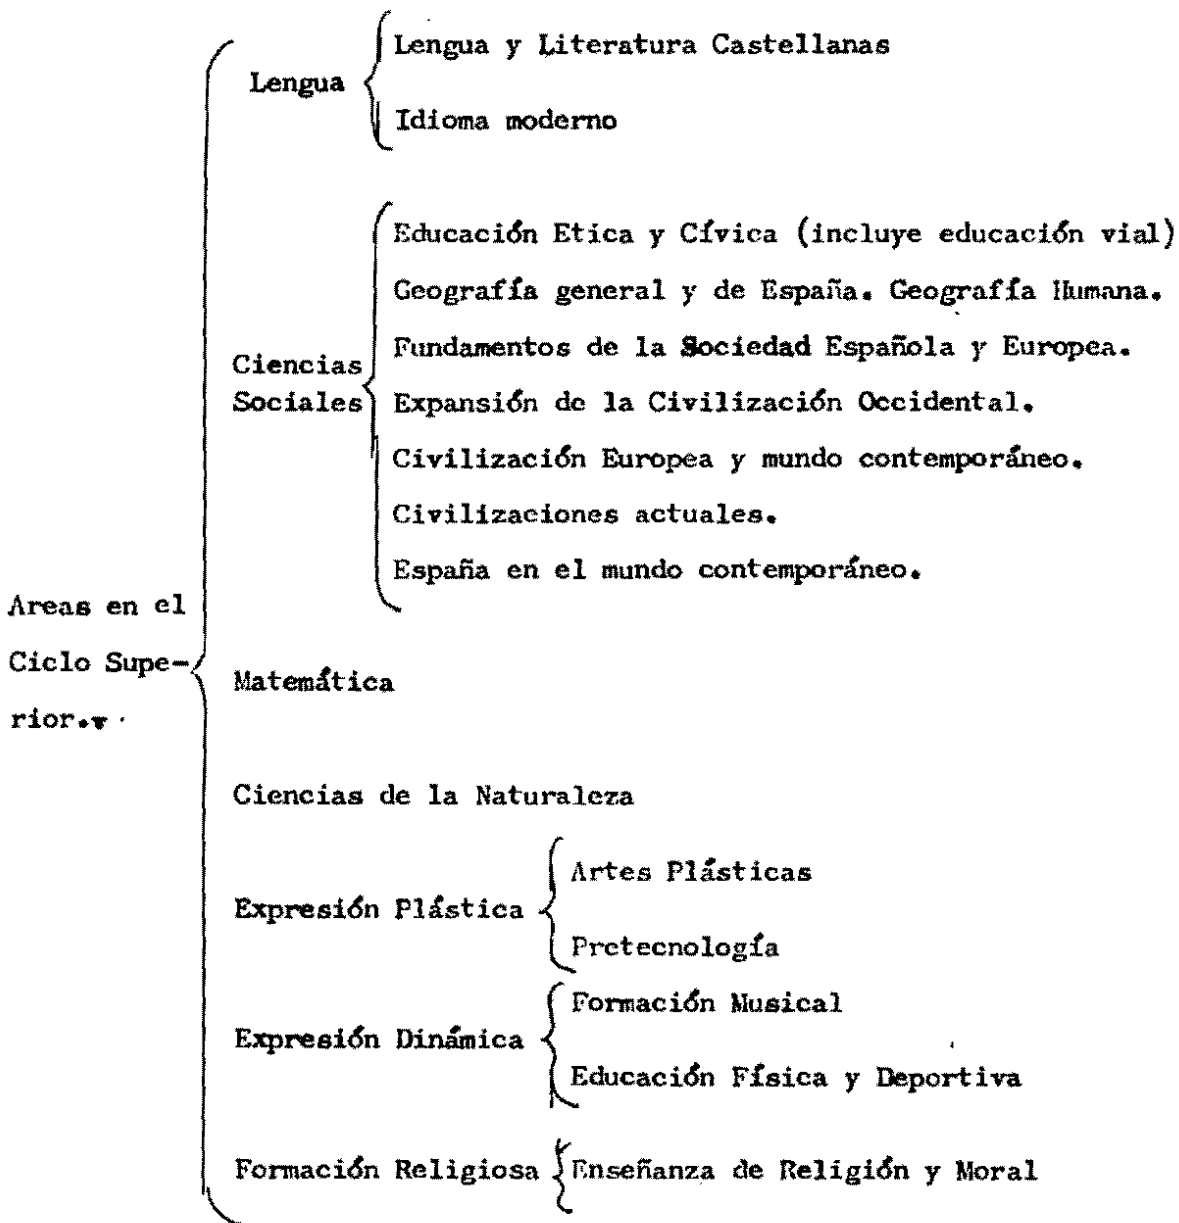 Areas en el
Ciclo Supe-
rior.
Lengua
Lengua y Literatura Castellanas
Idioma moderno
Ciencias
Sociales
Educación Etica y Cívica (incluye educación vial)
Geografía general y de España. Geografía Humana.
Fundamentos de la Sociedad Española y Europea.
Expansión de la Civilización Occidental.
Civilización Europea y mundo contemporáneo.
Civilizaciones actuales.
España en el mundo contemporáneo.
Matemática
Ciencias de la Naturaleza
Expresión Plástica
Artes Plásticas
Pretecnología
Expresión Dinámica
Formación Musical
Educación Física y Deportiva
Formación Religiosa
Enseñanza de Religión y Moral